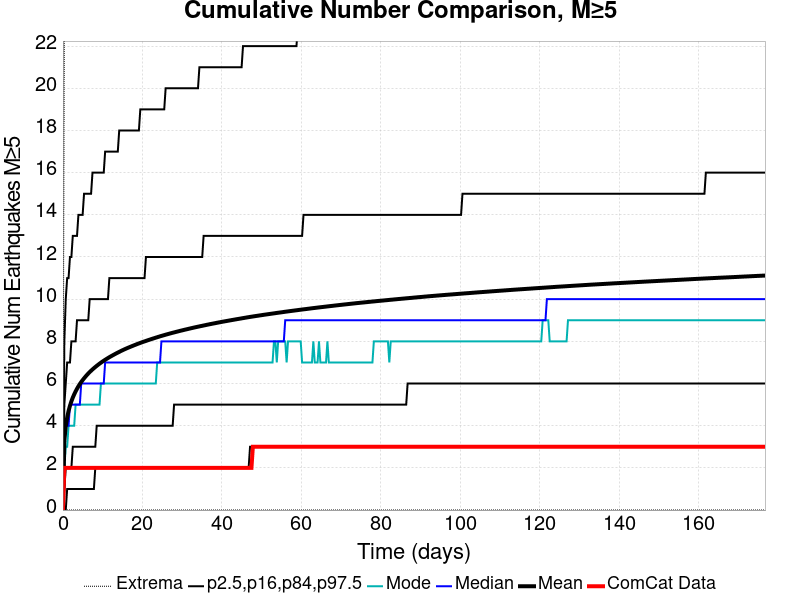 Cumulative Number Comparison, M≥5
Cumulative Num Earthquakes M≥5
22
20
18
16
14
12
10
8
6
4
2
0
0 20 40 60 80 100 120 140 160
Time (days)
Extrema p2.5,p16,p84,p97.5 Mode Median Mean ComCat Data